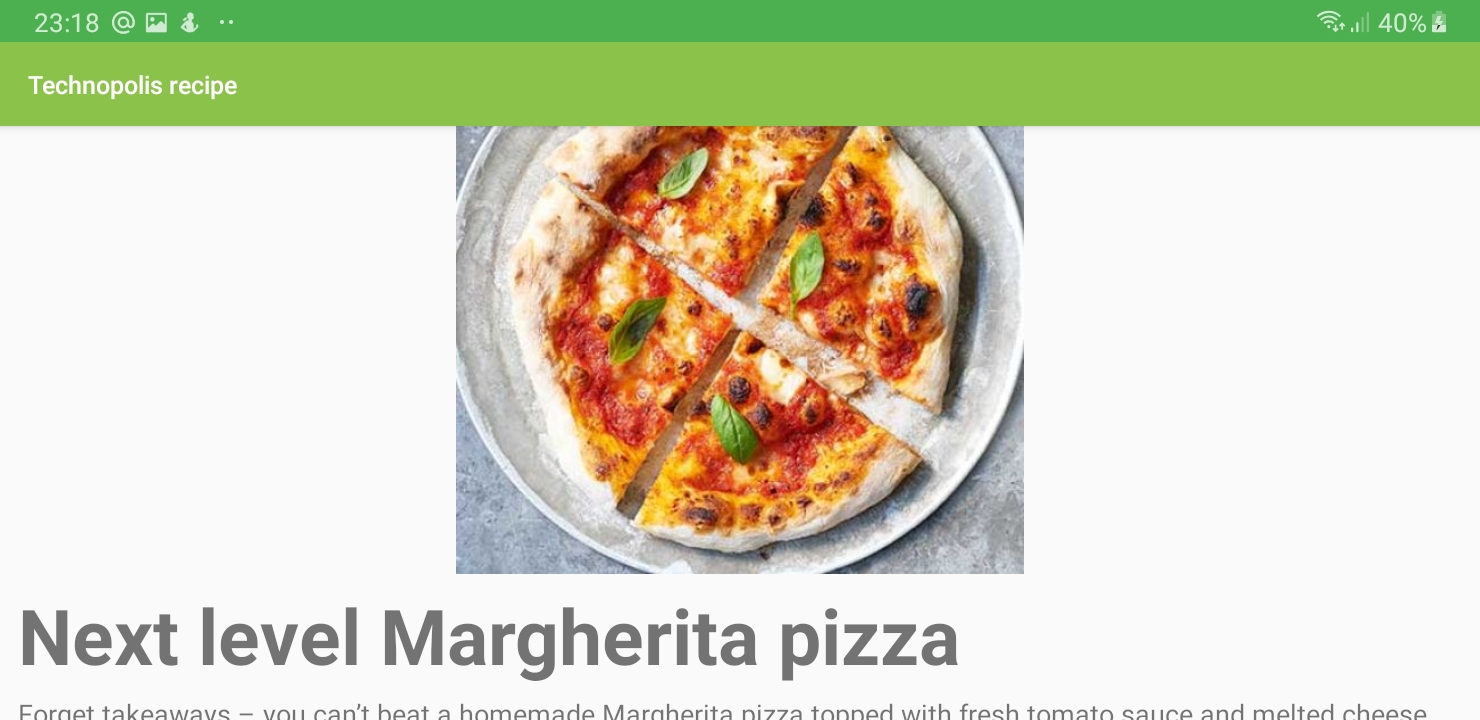 23:18 40%
Technopolis recipe
Next level Margherita pizza
Forget takeaways – you can’t beat a homemade Margherita pizza topped with fresh tomato sauce and melted cheese